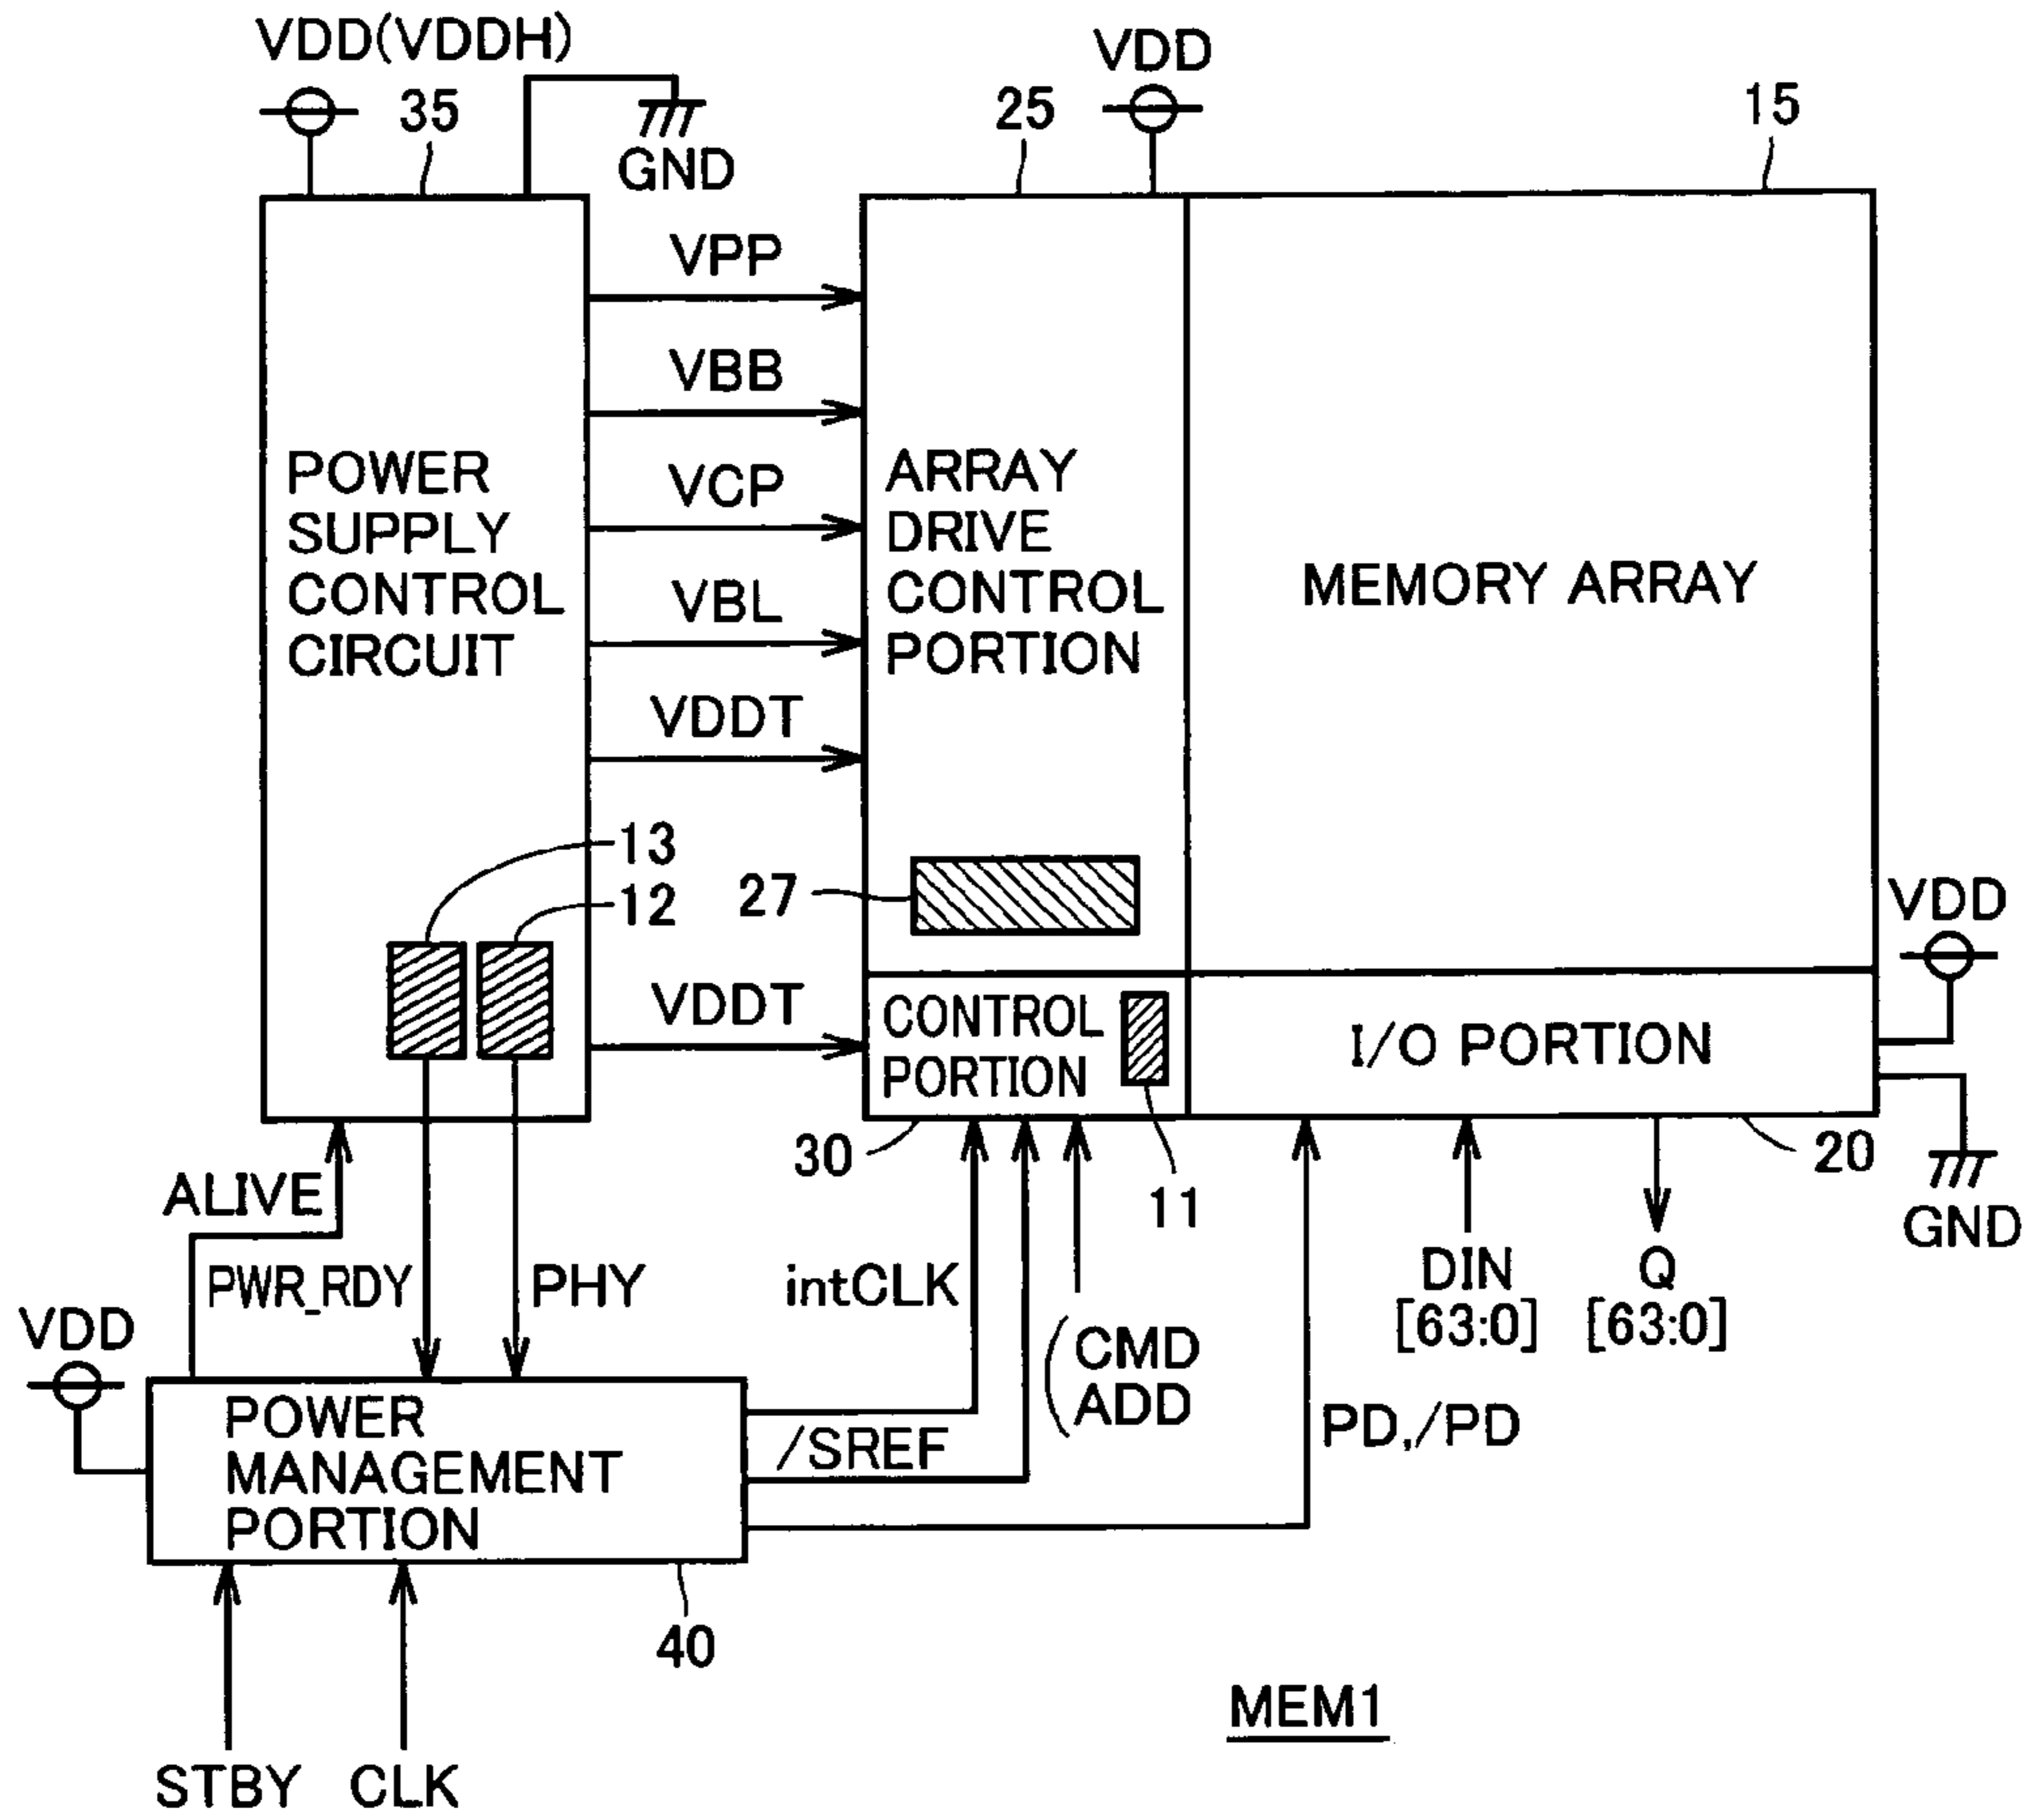 VDD(VDDH)
35
GND
25
VDD
15
VPP
VBB
VCP
VBL
VDDT
POWER
SUPPLY
CONTROL
CIRCUIT
ARRAY
DRIVE
CONTROL
PORTION
MEMORY ARRAY
13
12
27
VDD
VDDT
CONTROL
PORTION
I/O PORTION
30
11
20
GND
ALIVE
PWR_RDY
PHY
intCLK
CMD
ADD
DIN
[63:0]
Q
[63:0]
VDD
/SREF
PD,/PD
POWER
MANAGEMENT
PORTION
40
STBY
CLK
MEM1